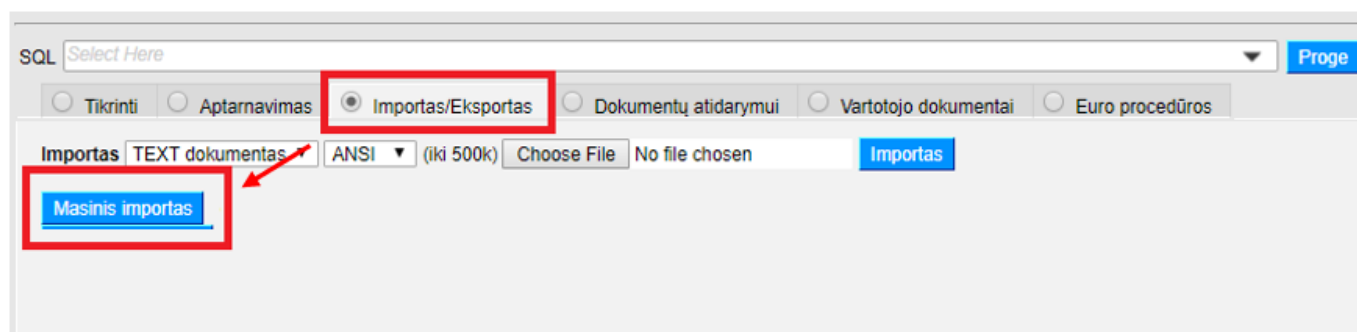 SQL Select Here Proge
Tikrinti Aptarnavimas Importas/Eksportas Dokumentų atidarymui Vartotojo dokumentai Euro procedūros
Importas TEXT dokumentas ANSI (iki 500k) Choose File No file chosen Importas
Masinis importas